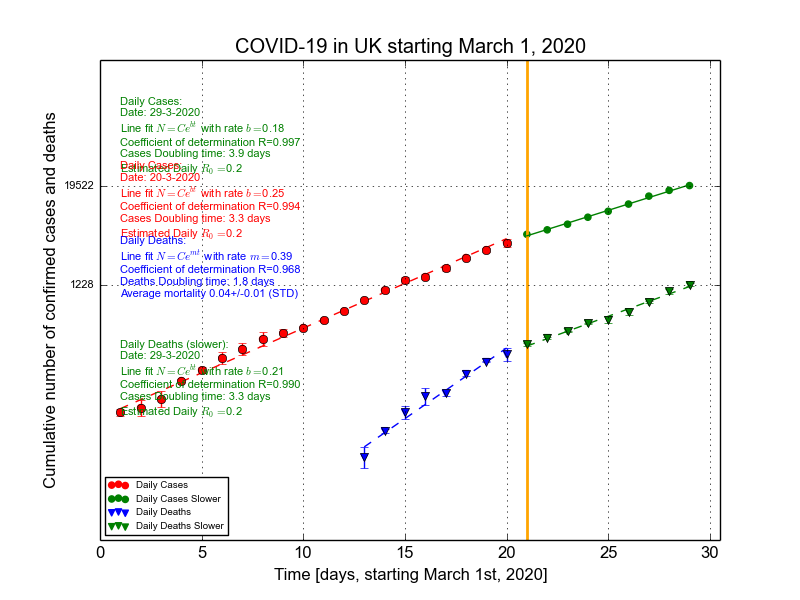 COVID-19 in UK starting March 1, 2020
Cumulative number of confirmed cases and deaths
19522
1228
Daily Cases:
Date: 29-3-2020
Line fit N=Ce^{bt} with rate b=0.18
Coefficient of determination R=0.997
Cases Doubling time: 3.9 days
Estimated Daily R_0=0.2
Daily Cases:
Date: 20-3-2020
Line fit N=Ce^{bt} with rate b=0.25
Coefficient of determination R=0.994
Cases Doubling time: 3.3 days
Estimated Daily R_0=0.2
Daily Deaths:
Line fit N=Ce^{mt} with rate m=0.39
Coefficient of determination R=0.968
Deaths Doubling time: 1.8 days
Average mortality 0.04+/-0.01 (STD)
Daily Deaths (slower):
Date: 29-3-2020
Line fit N=Ce^{bt} with rate b=0.21
Coefficient of determination R=0.990
Cases Doubling time: 3.3 days
Estimated Daily R_0=0.2
Daily Cases
Daily Cases Slower
Daily Deaths
Daily Deaths Slower
0 5 10 15 20 25 30
Time [days, starting March 1st, 2020]